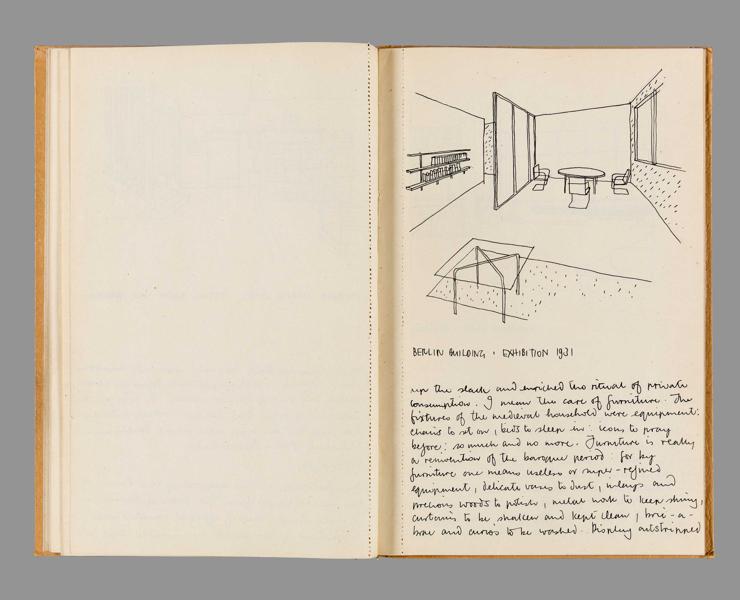 BERLIN BUILDING · EXHIBITION 1931
up the slack and enriched the ritual of private
consumption. I mean the care of furniture. The
fixtures of the medieval household were equipment:
chairs to sit on, beds to sleep in: icons to pray
before: so much and no more. Furniture is really
a reinvention of the baroque period: for by
furniture one means useless or super-refined
equipment, delicate vases to dust, inlays and
precious woods to polish, metal work to keep shiny,
curtains to be shaken and kept clean, bric-a-
brac and curios to be washed. Display outstripped